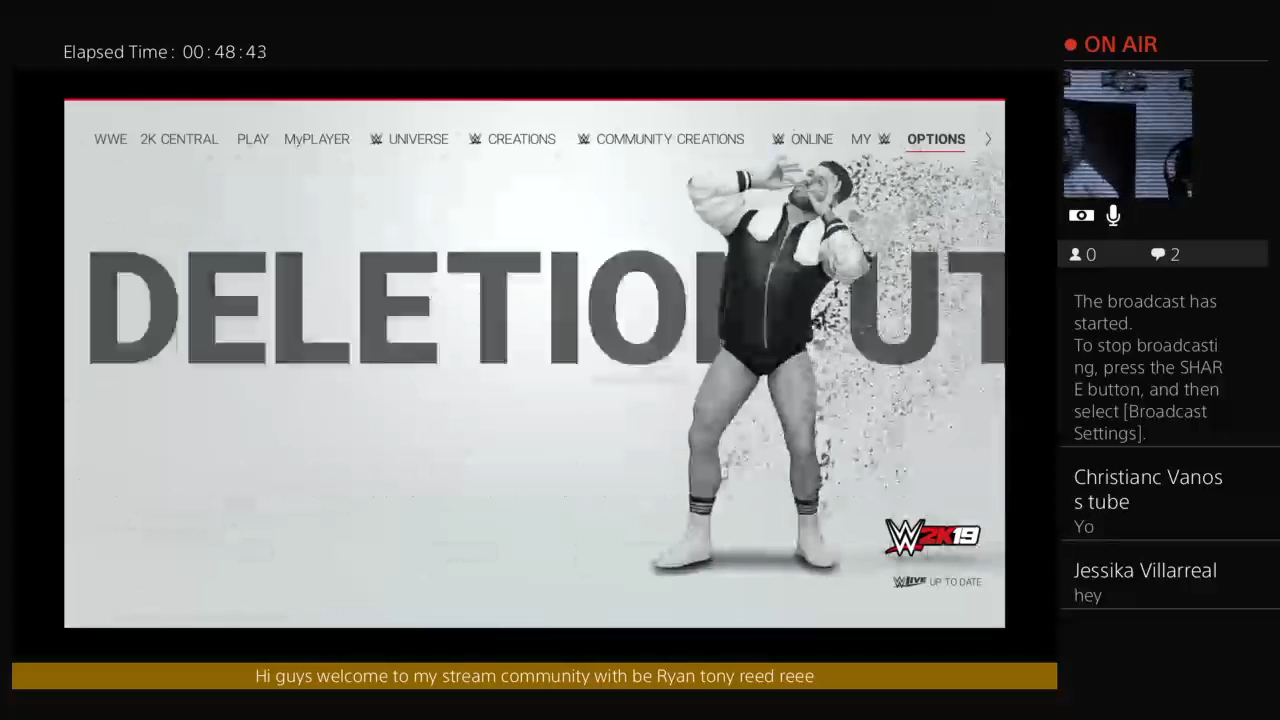 Elapsed Time: 00:48:43
ON AIR
WWE 2K CENTRAL PLAY MyPLAYER UNIVERSE CREATIONS COMMUNITY CREATIONS ONLINE MY OPTIONS
DELETION UT
0 2
The broadcast has
started.
To stop broadcasti
ng, press the SHAR
E button, and then
select [Broadcast
Settings].
Christianc Vanos
s tube
Yo
Jessika Villarreal
hey
W 2K19
LIVE UP TO DATE
Hi guys welcome to my stream community with be Ryan tony reed reee